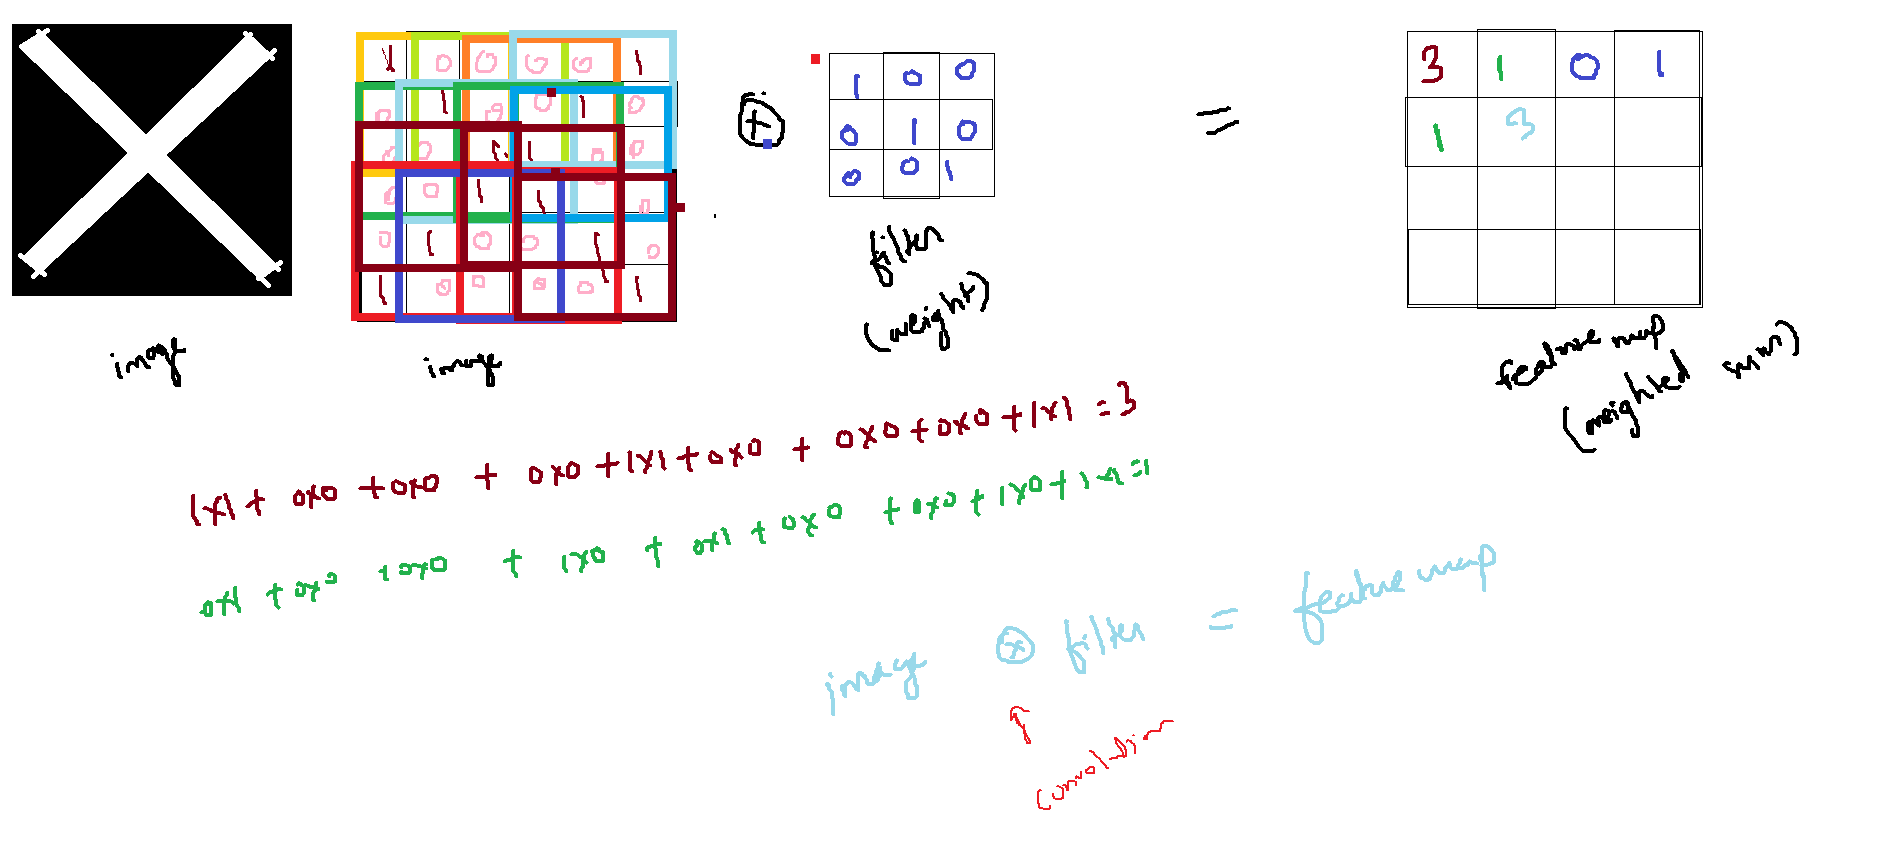 1 0 0 0 0 1
0 1 0 0 1 0
0 0 1 1 0 0
0 0 1 1 0 0
0 1 0 0 1 0
1 0 0 0 0 1
+
1 0 0
0 1 0
0 0 1
=
3 1 0 1
1 3
image
image
filter
(weight)
feature map
(weighted sum)
1x1 + 0x0 + 0x0 + 0x0 + 1x1 + 0x0 + 0x0 + 0x0 + 1x1 = 3
0x1 + 0x0 + 0x0 + 1x0 + 0x1 + 0x0 + 0x0 + 1x0 + 1x1 = 1
image * filter = feature map
convolution